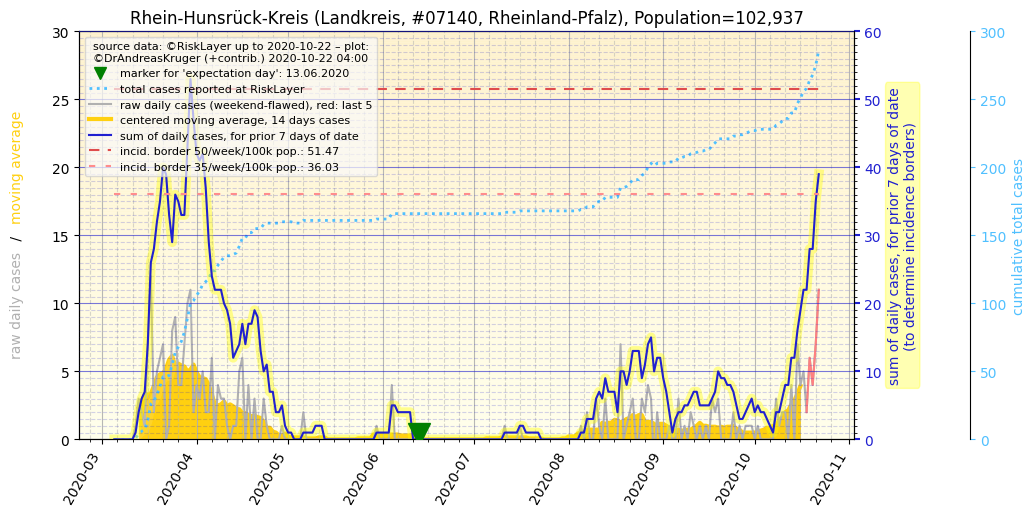 Rhein-Hunsrück-Kreis (Landkreis, #07140, Rheinland-Pfalz), Population=102,937
source data: ©RiskLayer up to 2020-10-22 – plot:
©DrAndreasKruger (+contrib.) 2020-10-22 04:00
marker for 'expectation day': 13.06.2020
total cases reported at RiskLayer
raw daily cases (weekend-flawed), red: last 5
centered moving average, 14 days cases
sum of daily cases, for prior 7 days of date
incid. border 50/week/100k pop.: 51.47
incid. border 35/week/100k pop.: 36.03
raw daily cases / moving average
30
25
20
15
10
5
0
60
50
40
30
20
10
0
sum of daily cases, for prior 7 days of date
(to determine incidence borders)
300
250
200
150
100
50
0
cumulative total cases
2020-03
2020-04
2020-05
2020-06
2020-07
2020-08
2020-09
2020-10
2020-11